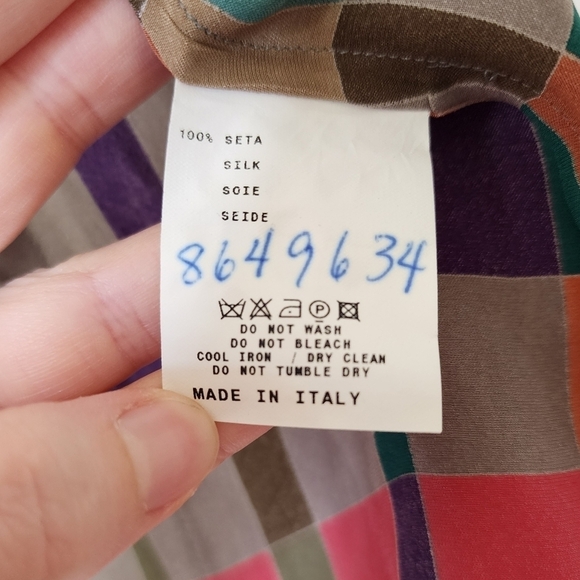 100% SETA
SILK
SOIE
SEIDE
8649634
DO NOT WASH
DO NOT BLEACH
COOL IRON / DRY CLEAN
DO NOT TUMBLE DRY
MADE IN ITALY